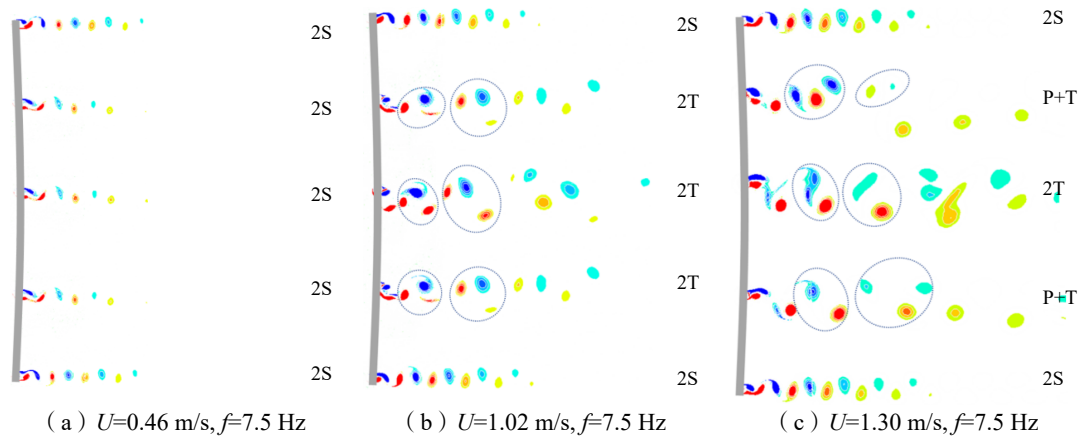 2S
2S
2S
2S
2S
(a) U=0.46 m/s, f=7.5 Hz
2S
2T
2T
2T
2S
(b) U=1.02 m/s, f=7.5 Hz
2S
P+T
2T
P+T
2S
(c) U=1.30 m/s, f=7.5 Hz